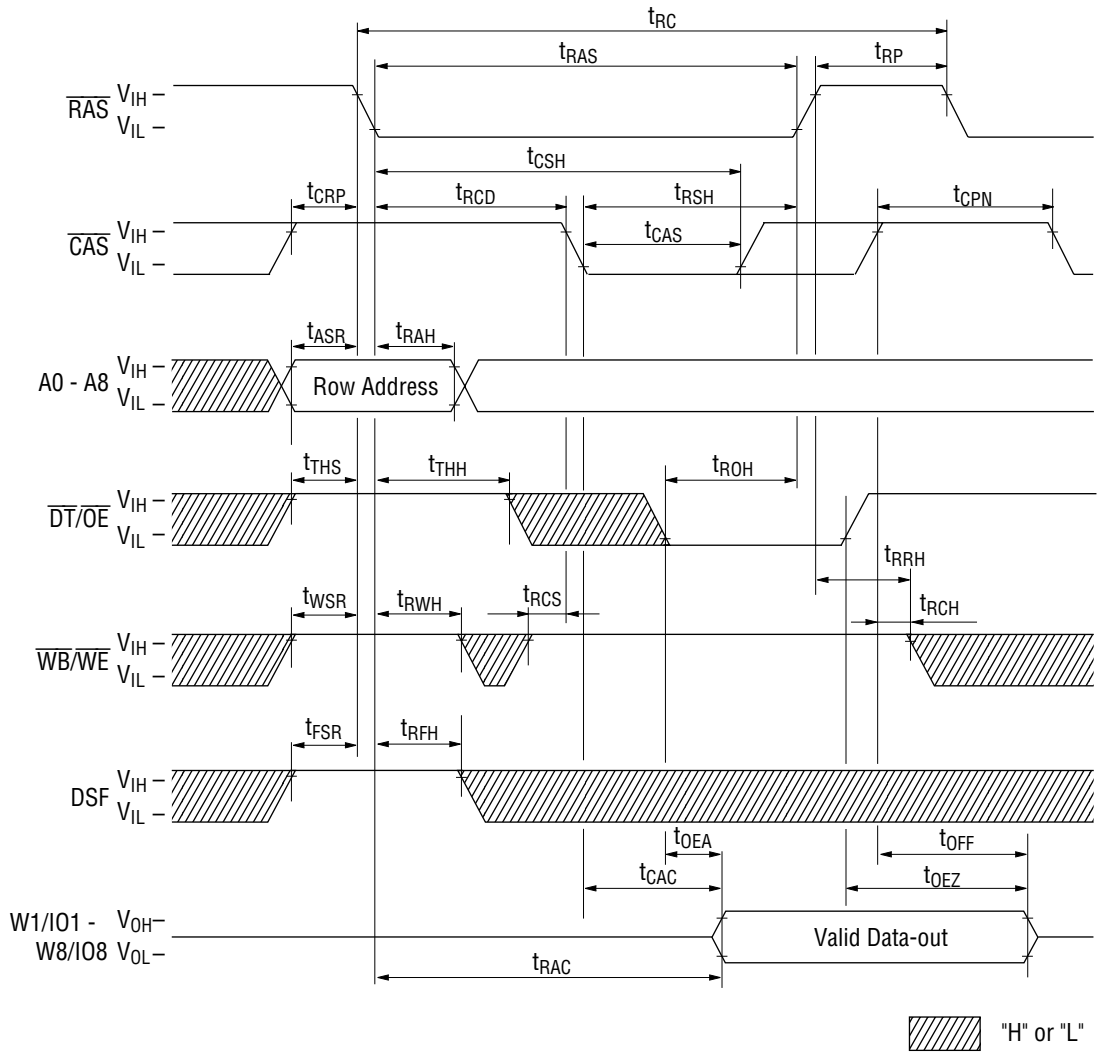 tRC
tRAS
tRP
RAS VIH –
VIL –
tCSH
tCRP
tRCD
tRSH
tCPN
CAS VIH –
VIL –
tCAS
tASR
tRAH
A0 - A8 VIH –
VIL –
Row Address
tTHS
tTHH
tROH
DT/OE VIH –
VIL –
tRRH
tWSR
tRWH
tRCS
tRCH
WB/WE VIH –
VIL –
tFSR
tRFH
DSF VIH –
VIL –
tOEA
tOFF
tCAC
tOEZ
W1/IO1 - VOH–
W8/IO8 VOL –
Valid Data-out
tRAC
"H" or "L"